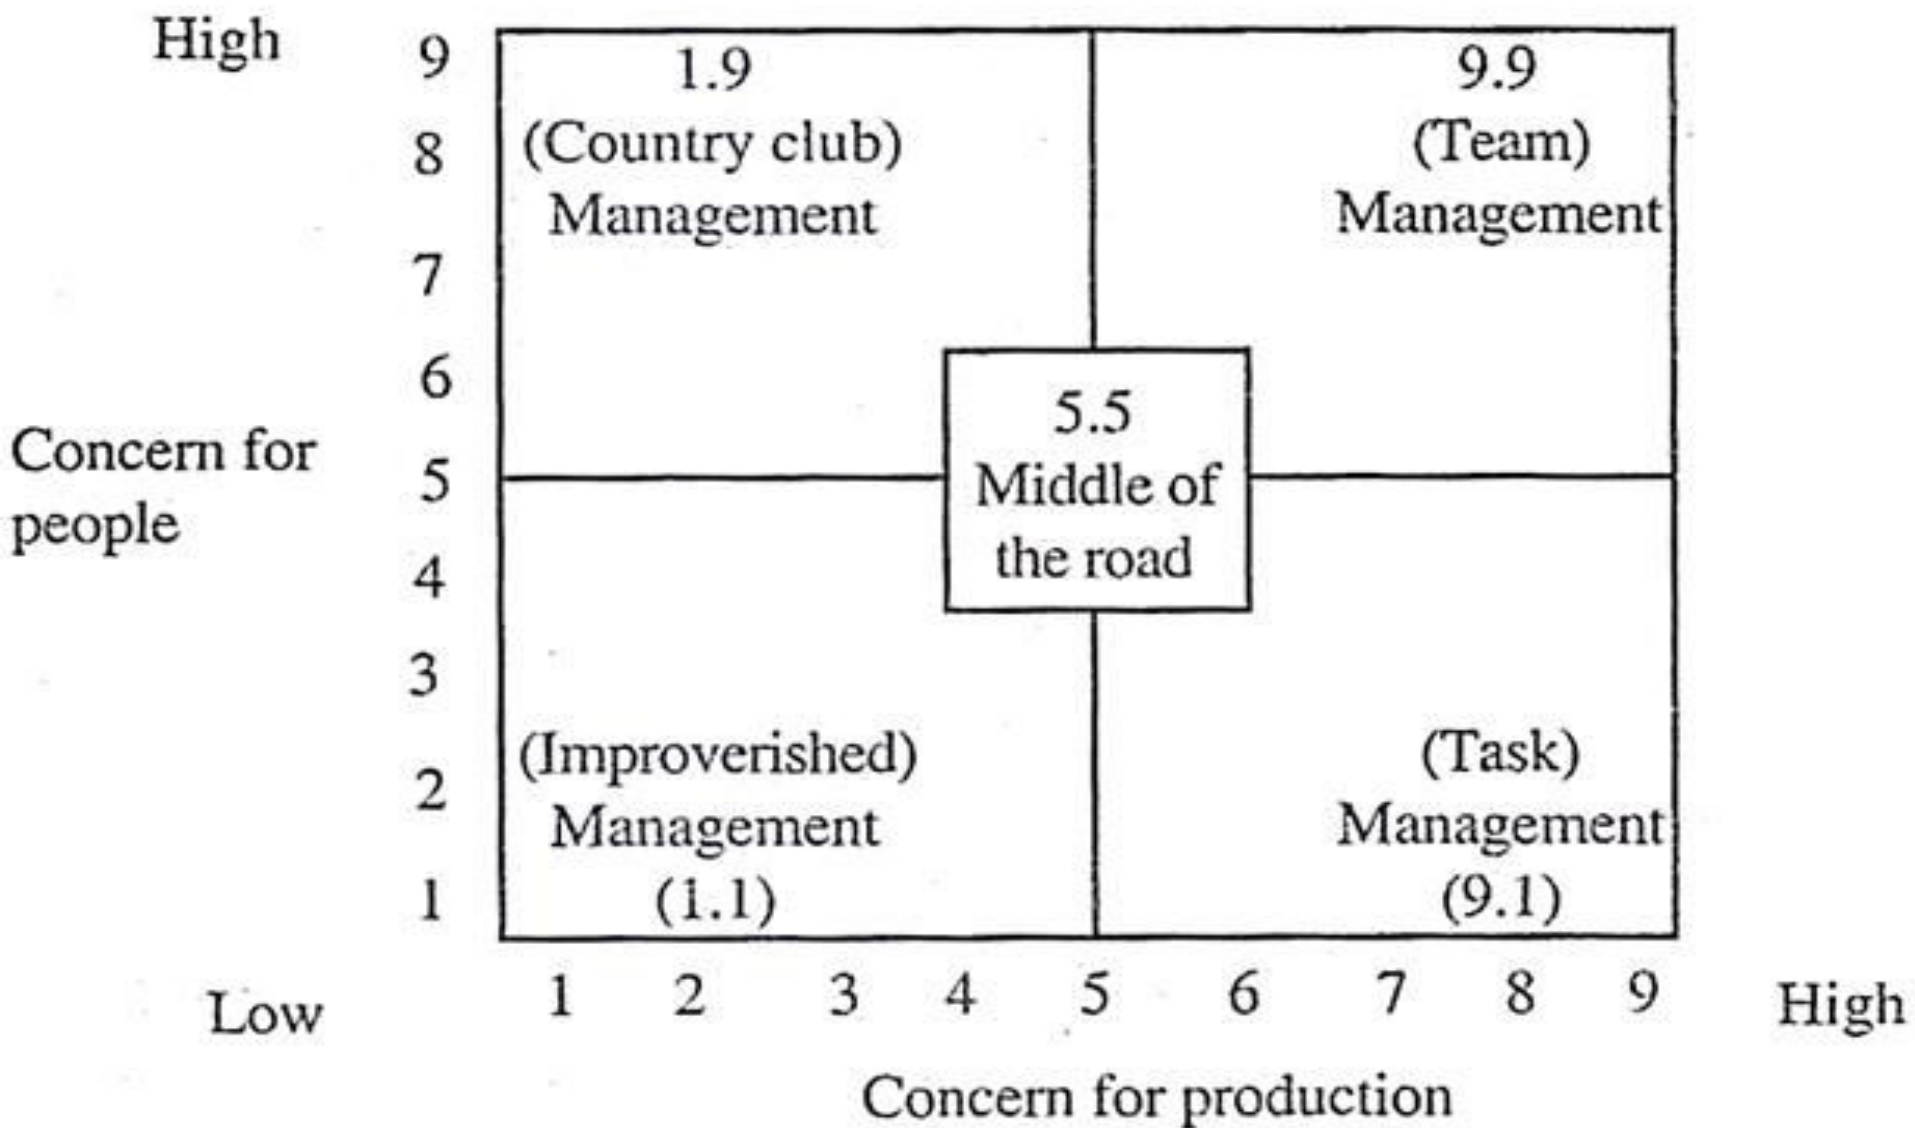 High
9
1.9
9.9
8
(Country club)
(Team)
Management
Management
7
6
5.5
Concern for
5
Middle of
people
the road
4
3
(Improverished)
(Task)
2
Management
Management
1
(1.1)
(9.1)
Low
1 2 3 4 5 6 7 8 9
High
Concern for production